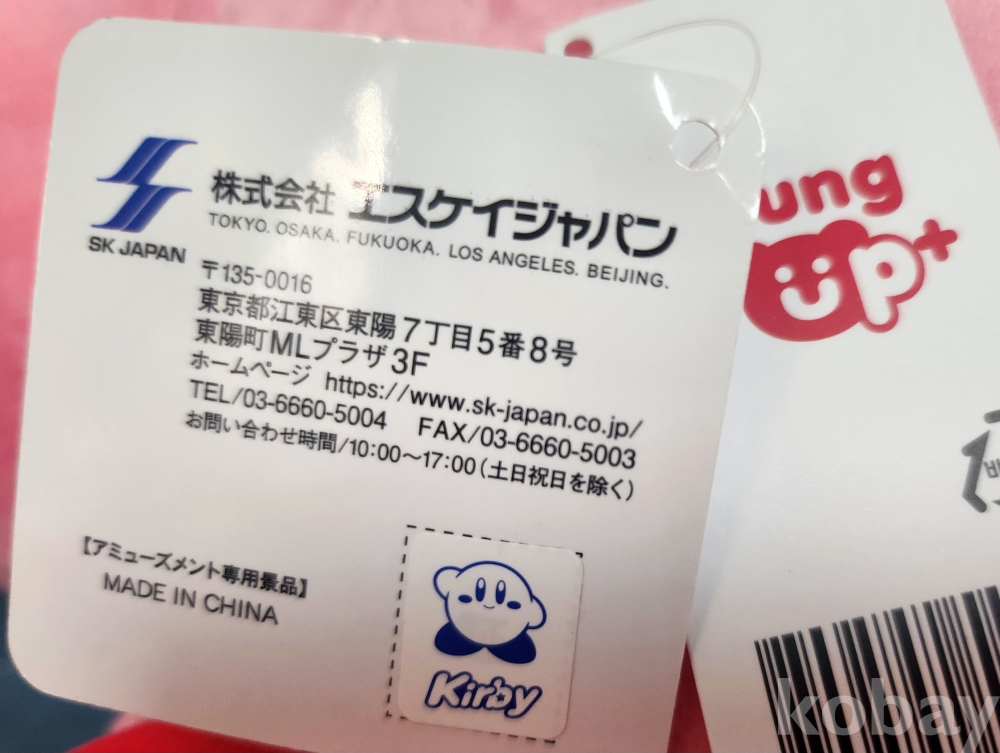 SK JAPAN
株式会社 エスケイジャパン
TOKYO. OSAKA. FUKUOKA. LOS ANGELES. BEIJING.
〒135-0016
東京都江東区東陽7丁目5番8号
東陽町MLプラザ3F
ホームページ https://www.sk-japan.co.jp/
TEL/03-6660-5004 FAX/03-6660-5003
お問い合わせ時間/10:00～17:00(土日祝日を除く)
【アミューズメント専用景品】
MADE IN CHINA
Kirby
ung
up+
kobay